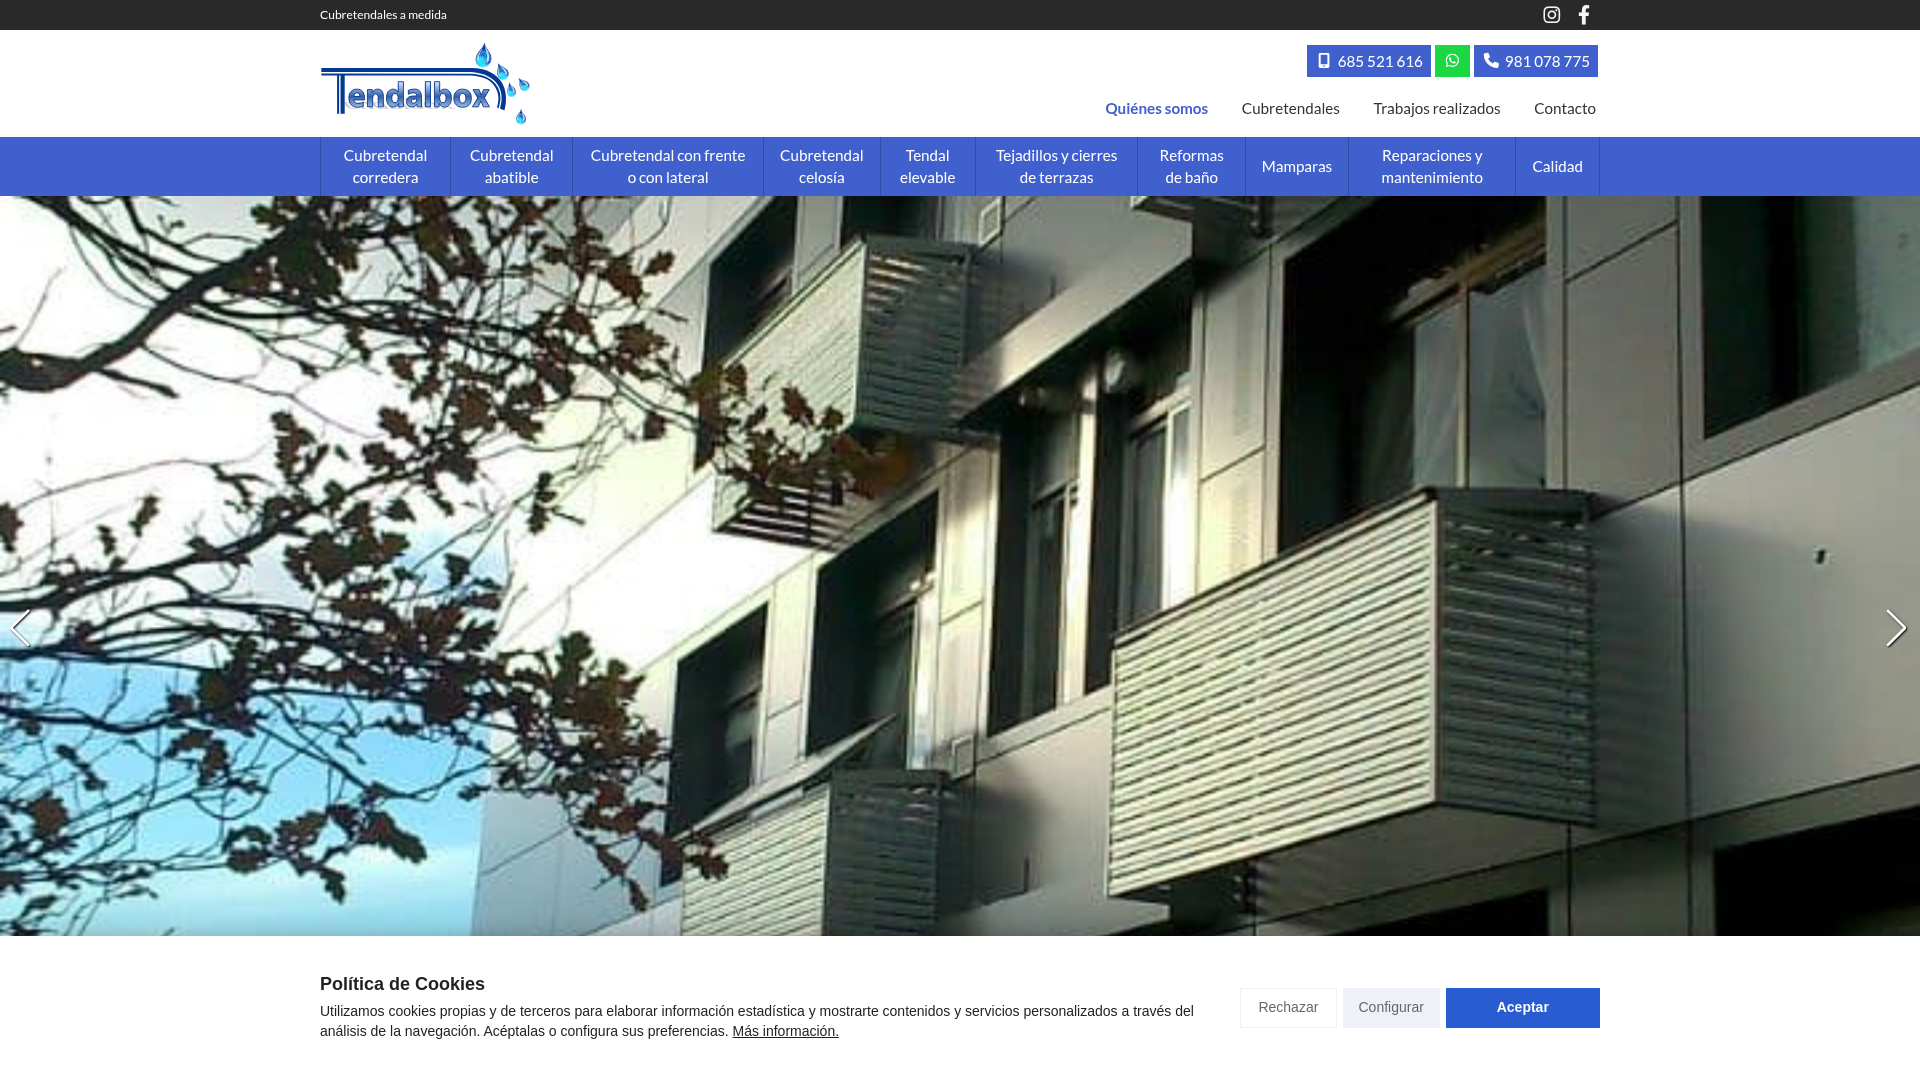 Cubretendales a medida
Tendalbox
685 521 616
981 078 775
Quiénes somos
Cubretendales
Trabajos realizados
Contacto
Cubretendal
corredera
Cubretendal
abatible
Cubretendal con frente
o con lateral
Cubretendal
celosía
Tendal
elevable
Tejadillos y cierres
de terrazas
Reformas
de baño
Mamparas
Reparaciones y
mantenimiento
Calidad
Política de Cookies
Utilizamos cookies propias y de terceros para elaborar información estadística y mostrarte contenidos y servicios personalizados a través del
análisis de la navegación. Acéptalas o configura sus preferencias. Más información.
Rechazar
Configurar
Aceptar